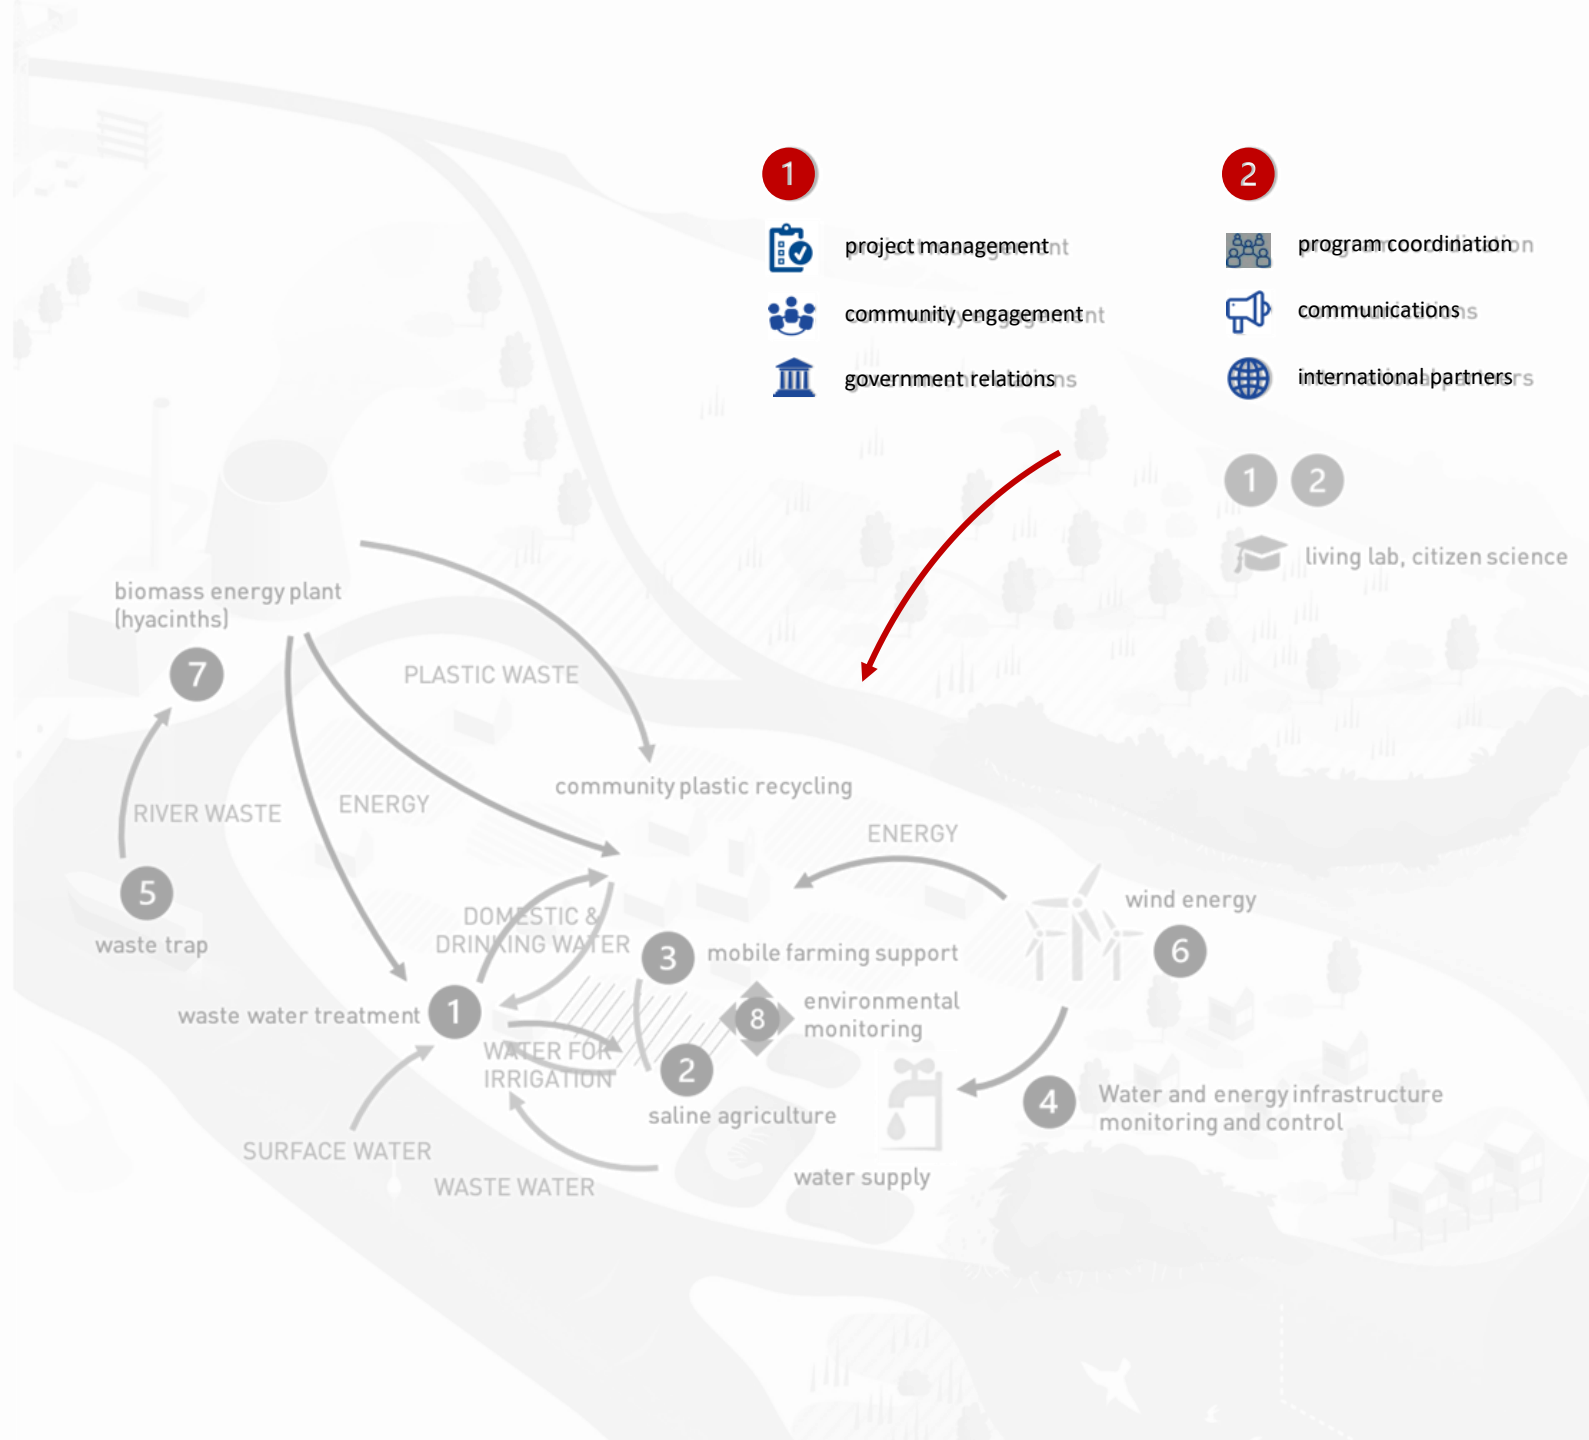 1
2
project management
program coordination
community engagement
communications
government relations
international partners
1 2
living lab, citizen science
biomass energy plant
(hyacinths)
7
PLASTIC WASTE
community plastic recycling
RIVER WASTE
ENERGY
ENERGY
5
waste trap
wind energy
6
DOMESTIC &
DRINKING WATER
3
mobile farming support
waste water treatment
1
8
environmental
monitoring
WATER FOR
IRRIGATION
2
saline agriculture
4
Water and energy infrastructure
monitoring and control
SURFACE WATER
WASTE WATER
water supply